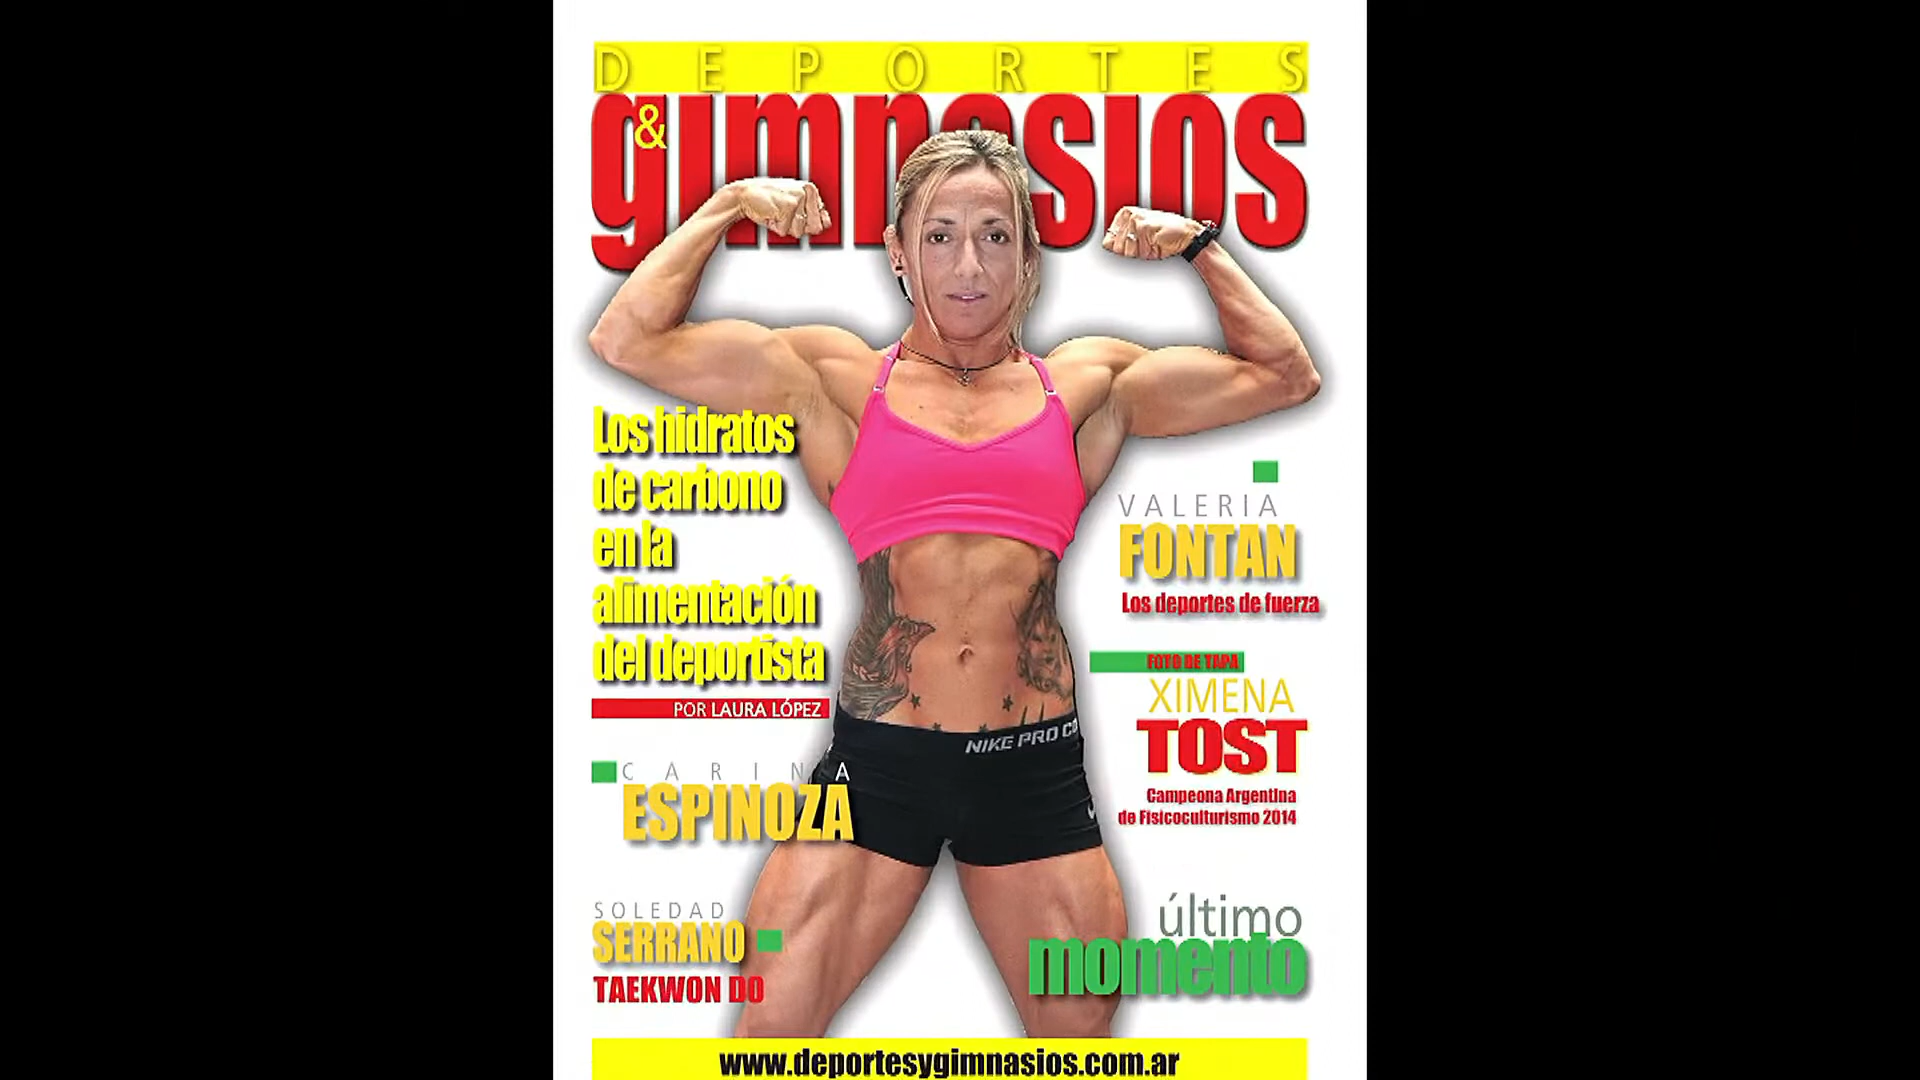 DEPORTES
& gimnasios
Los hidratos
de carbono
en la
alimentación
del deportista
POR LAURA LÓPEZ
CARINA
ESPINOZA
SOLEDAD
SERRANO
TAEKWON DO
VALERIA
FONTAN
Los deportes de fuerza
FOTO DE TAPA
XIMENA
TOST
Campeona Argentina
de Fisicoculturismo 2014
NIKE PRO CO
último
momento
www.deportesygimnasios.com.ar